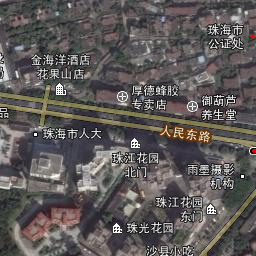 珠海市
公证处
金海洋酒店
花果山店
厚德蜂胶
专卖店
御葫芦
养生堂
品
人民东路
珠海市人大
珠江花园
北门
雨墨摄影
机构
珠江花园
东门
珠光花园
沙县小吃